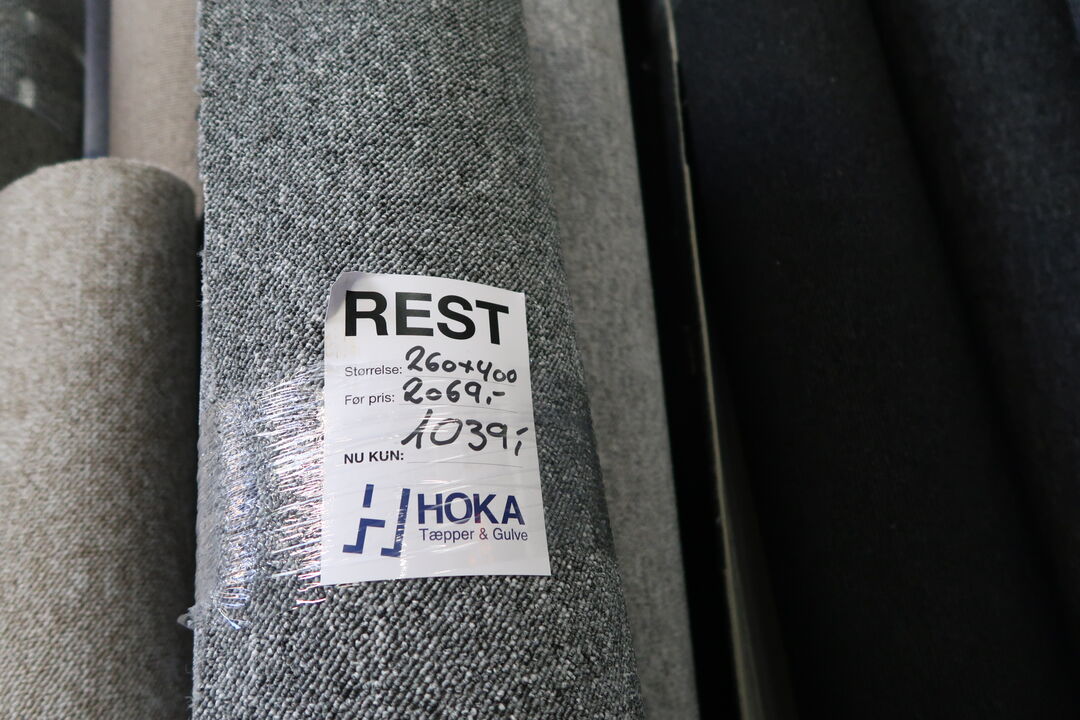 REST
Størrelse: 260x400
Før pris: 2069,-
1039,-
NU KUN:
HOKA
Tæpper & Gulve